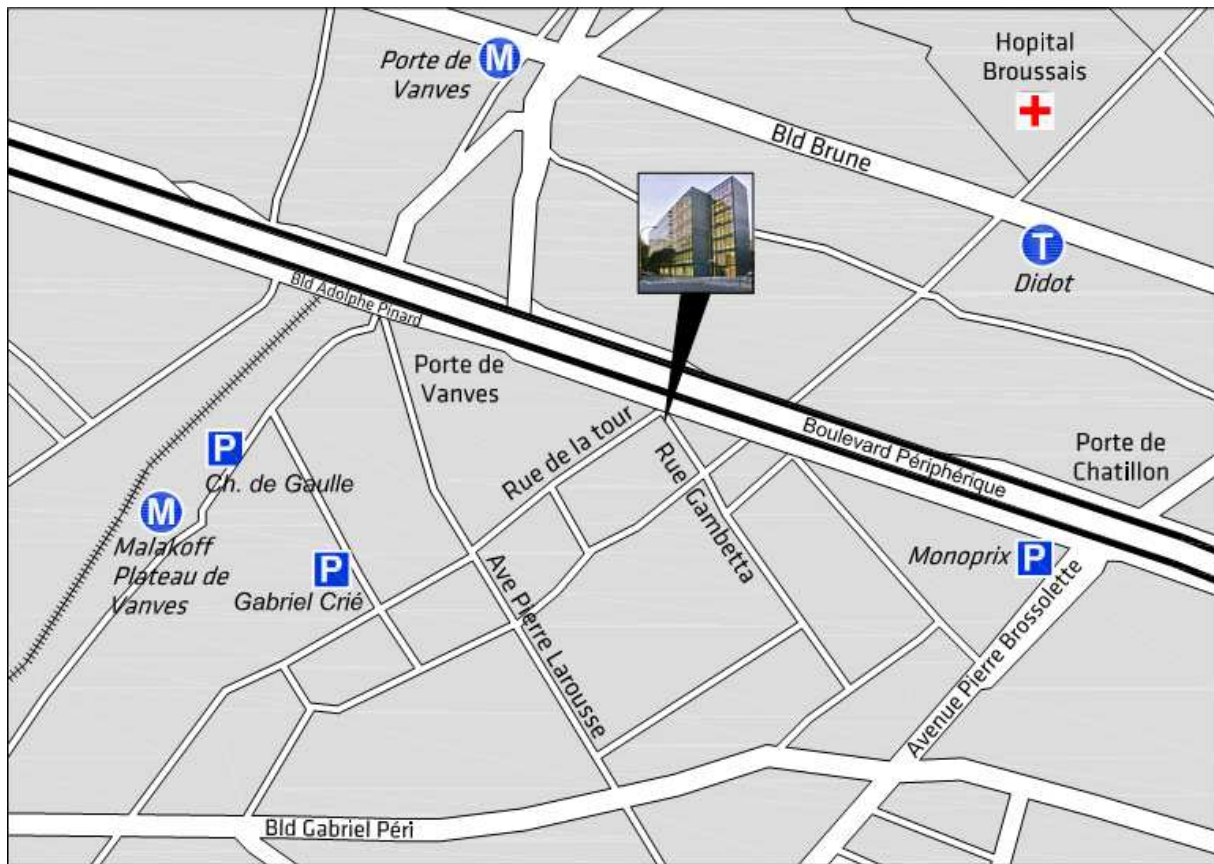 Porte de
Vanves
M
Hopital
Broussais
Bld Brune
T
Didot
Bld Adolphe Pinard
Porte de
Vanves
Boulevard Périphérique
Porte de
Chatillon
Rue de la tour
Rue Gambetta
P
Ch. de Gaulle
M
Malakoff
Plateau de
Vanves
P
Gabriel Crié
Ave Pierre Larousse
Monoprix
P
Avenue Pierre Brossolette
Bld Gabriel Péri